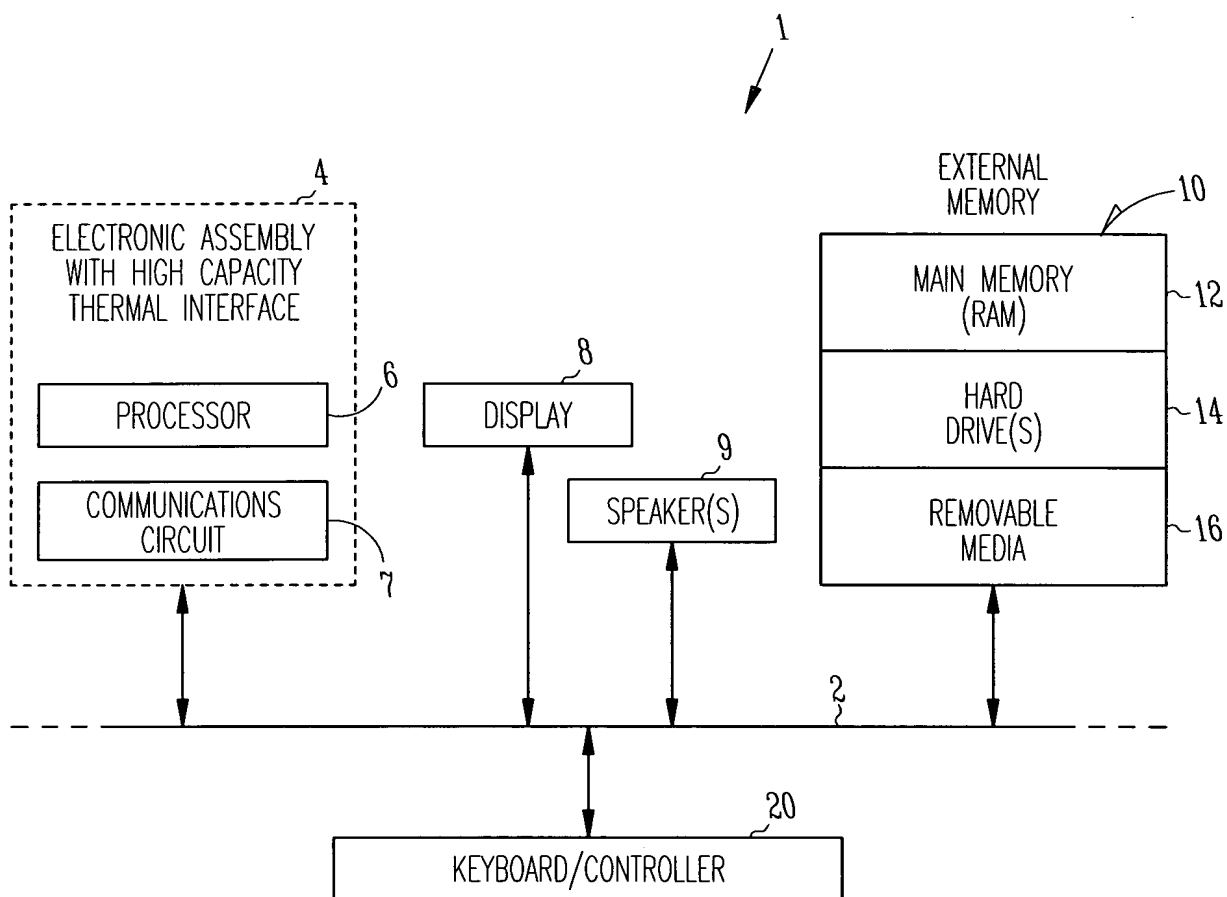 1
4
ELECTRONIC ASSEMBLY
WITH HIGH CAPACITY
THERMAL INTERFACE
6
PROCESSOR
COMMUNICATIONS
CIRCUIT
7
8
DISPLAY
9
SPEAKER(S)
EXTERNAL
MEMORY
10
MAIN MEMORY
(RAM)
12
HARD
DRIVE(S)
14
REMOVABLE
MEDIA
16
2
20
KEYBOARD/CONTROLLER